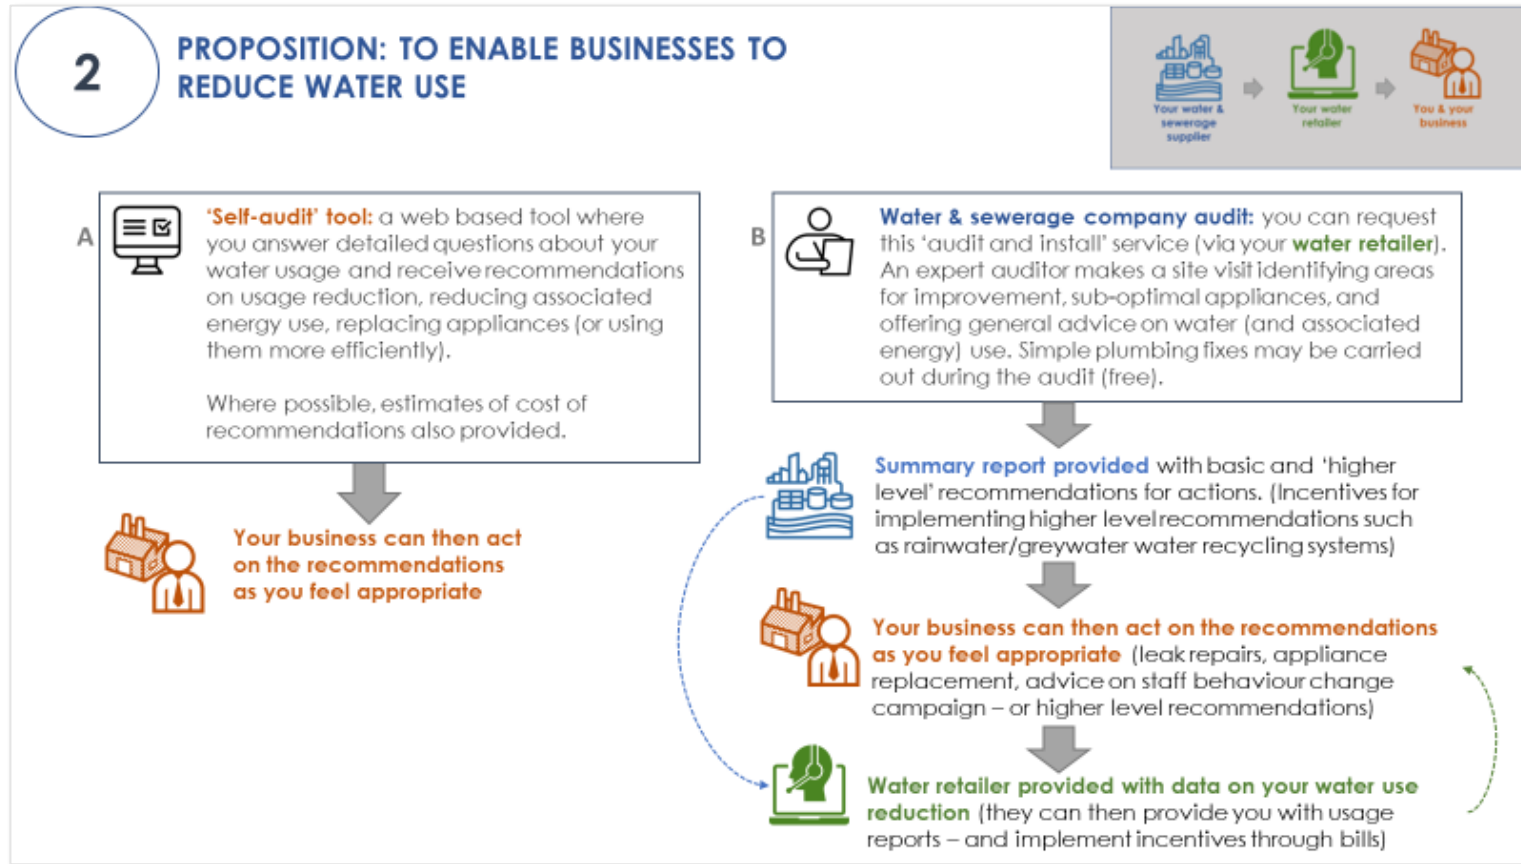 2
PROPOSITION: TO ENABLE BUSINESSES TO
REDUCE WATER USE
Your water &
sewerage
supplier
Your water
retailer
You & your
business
A
'Self-audit' tool: a web based tool where
you answer detailed questions about your
water usage and receive recommendations
on usage reduction, reducing associated
energy use, replacing appliances (or using
them more efficiently).
Where possible, estimates of cost of
recommendations also provided.
Your business can then act
on the recommendations
as you feel appropriate
B
Water & sewerage company audit: you can request
this 'audit and install' service (via your water retailer).
An expert auditor makes a site visit identifying areas
for improvement, sub-optimal appliances, and
offering general advice on water (and associated
energy) use. Simple plumbing fixes may be carried
out during the audit (free).
Summary report provided with basic and 'higher
level' recommendations for actions. (Incentives for
implementing higher level recommendations such
as rainwater/greywater water recycling systems)
Your business can then act on the recommendations
as you feel appropriate (leak repairs, appliance
replacement, advice on staff behaviour change
campaign – or higher level recommendations)
Water retailer provided with data on your water use
reduction (they can then provide you with usage
reports – and implement incentives through bills)